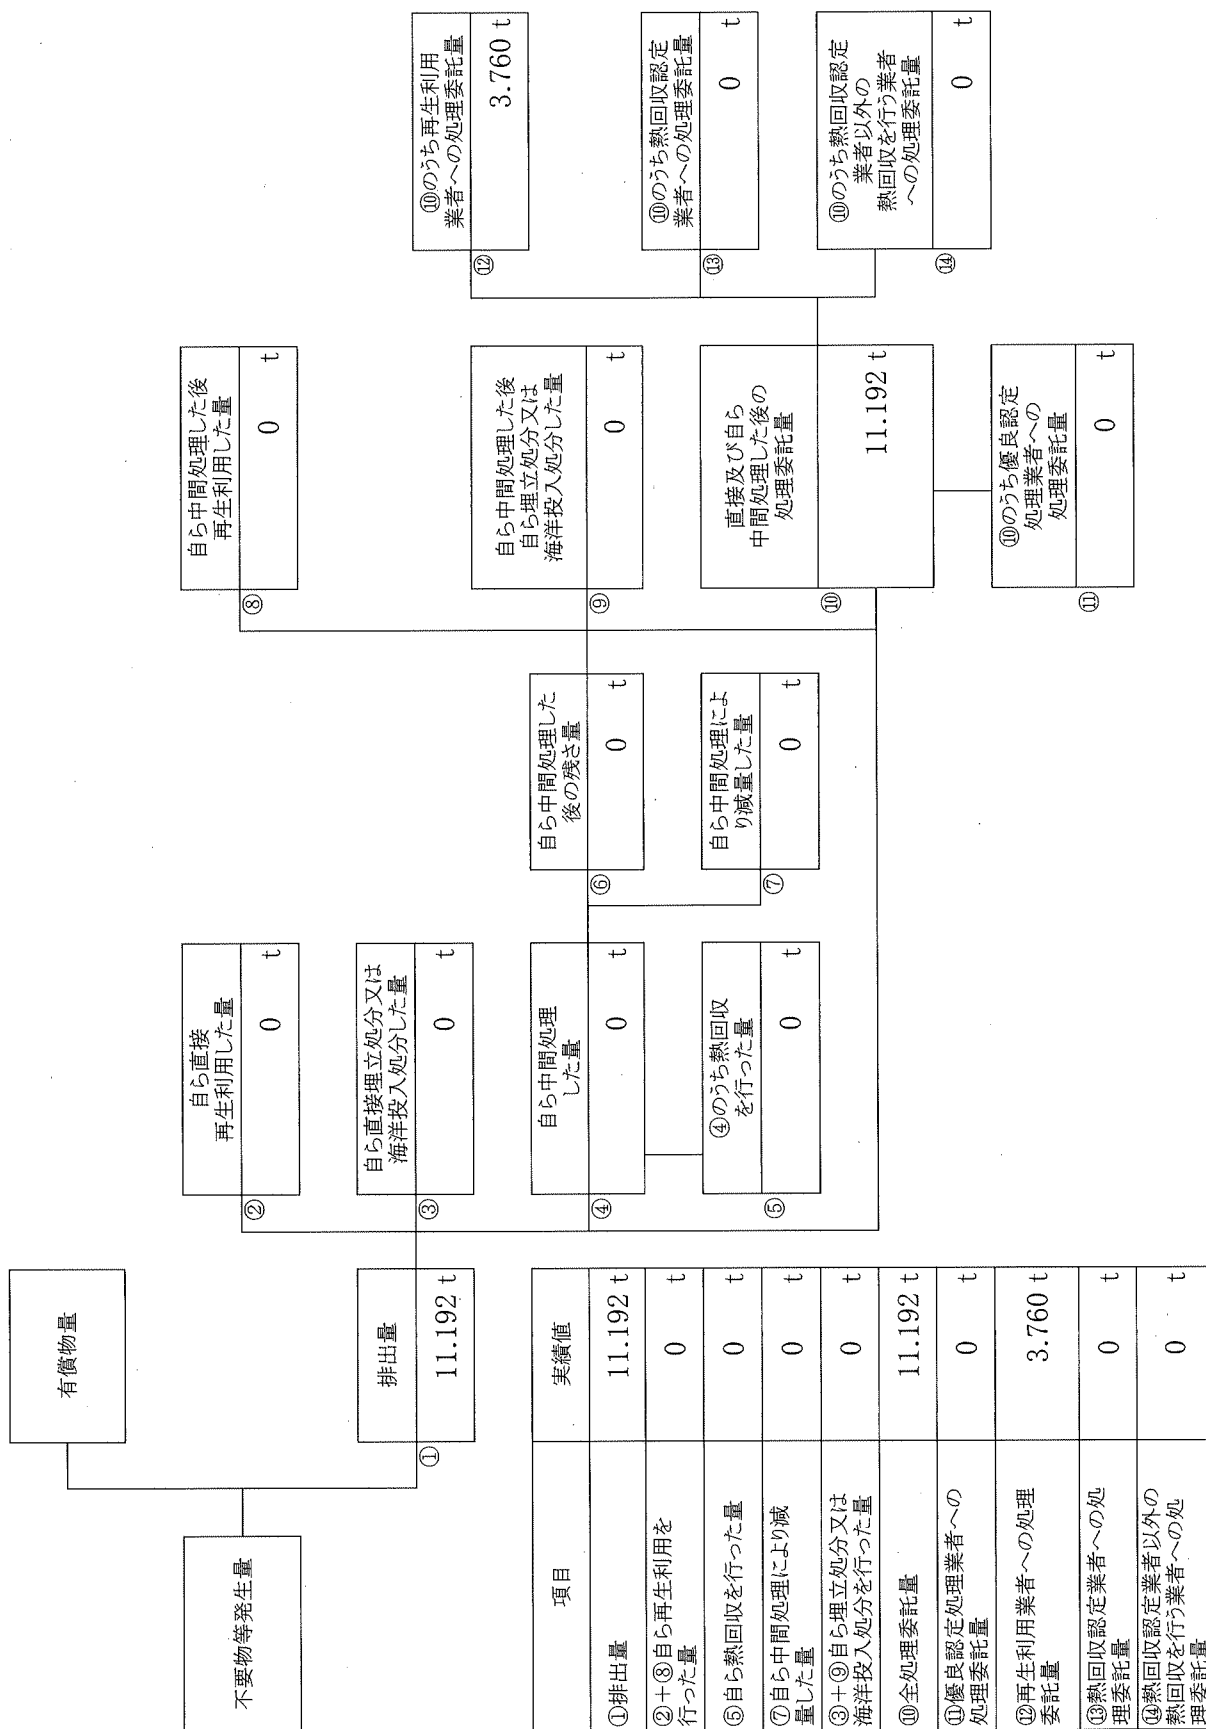 不要物等発生量
有償物量
①
排出量
11.192 t
②
自ら直接
再生利用した量
0 t
③
自ら直接埋立処分又は
海洋投入処分した量
0 t
④
自ら中間処理
した量
0 t
⑤
④のうち熱回収
を行った量
0 t
⑥
自ら中間処理した
後の残さ量
0 t
⑦
自ら中間処理によ
り減量した量
0 t
⑧
自ら中間処理した後
再生利用した量
0 t
⑨
自ら中間処理した後
自ら埋立処分又は
海洋投入処分した量
0 t
⑩
直接及び自ら
中間処理した後の
処理委託量
11.192 t
⑪
⑩のうち優良認定
処理業者への
処理委託量
0 t
⑫
⑩のうち再生利用
業者への処理委託量
3.760 t
⑬
⑩のうち熱回収認定
業者への処理委託量
0 t
⑭
⑩のうち熱回収認定
業者以外の
熱回収を行う業者
への処理委託量
0 t
項目 実績値
①排出量 11.192 t
②+⑧自ら再生利用を
行った量 0 t
⑤自ら熱回収を行った量 0 t
⑦自ら中間処理により減
量した量 0 t
③+⑨自ら埋立処分又は
海洋投入処分を行った量 0 t
⑩全処理委託量 11.192 t
⑪優良認定処理業者への
処理委託量 0 t
⑫再生利用業者への処理
委託量 3.760 t
⑬熱回収認定業者への処
理委託量 0 t
⑭熱回収認定業者以外の
熱回収を行う業者への処
理委託量 0 t